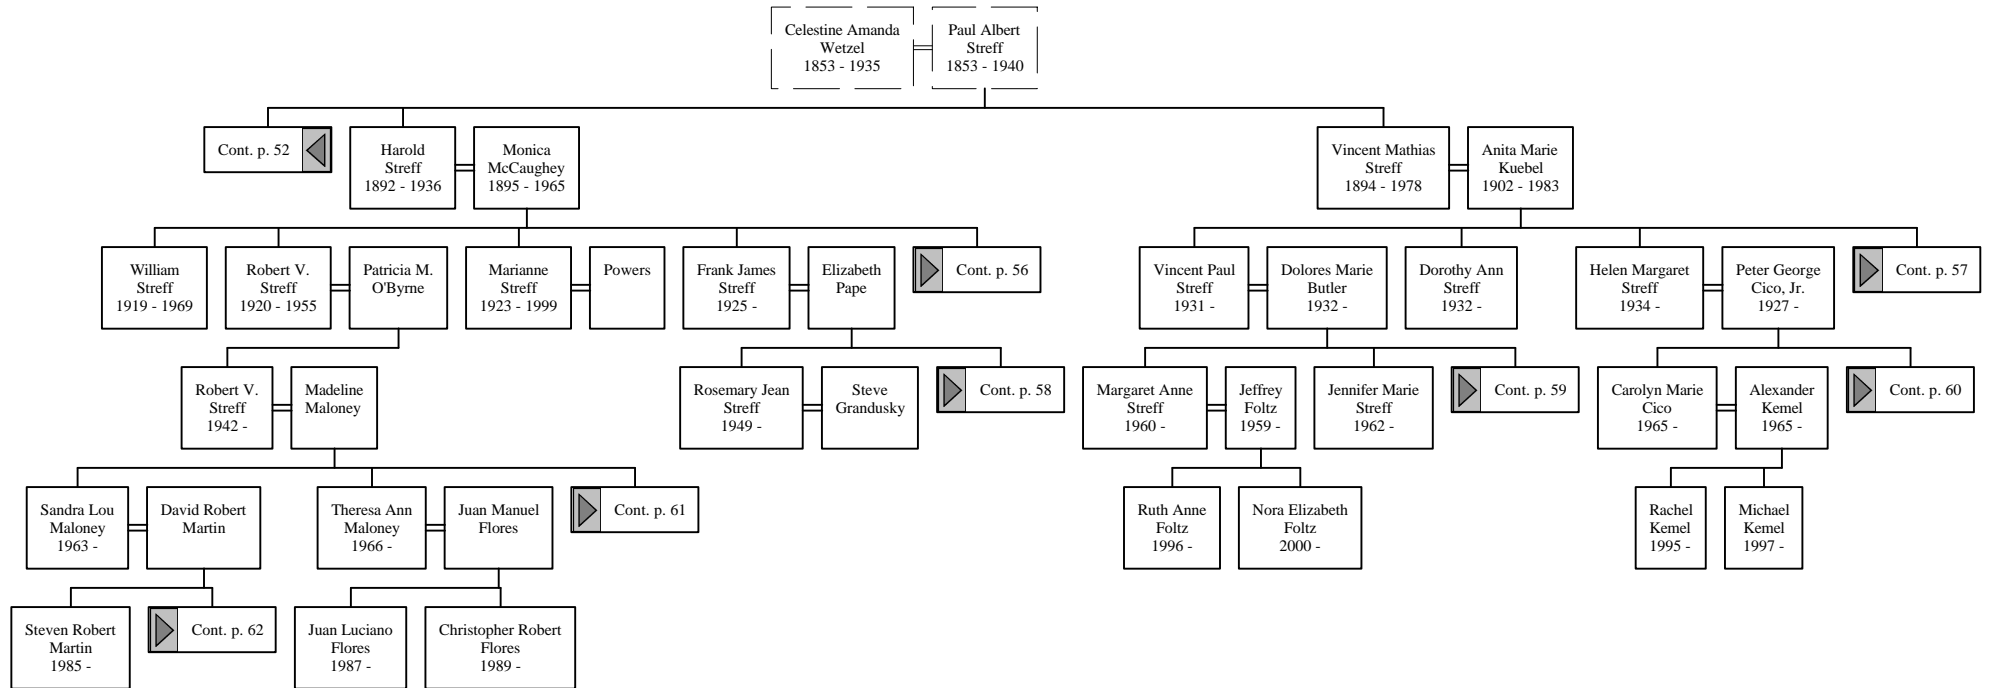 Celestine Amanda
Wetzel
1853 - 1935
Paul Albert
Streff
1853 - 1940
Cont. p. 52
Harold
Streff
1892 - 1936
Monica
McCaughey
1895 - 1965
Vincent Mathias
Streff
1894 - 1978
Anita Marie
Kuebel
1902 - 1983
William
Streff
1919 - 1969
Robert V.
Streff
1920 - 1955
Patricia M.
O'Byrne
Marianne
Streff
1923 - 1999
Powers
Frank James
Streff
1925 -
Elizabeth
Pape
Cont. p. 56
Vincent Paul
Streff
1931 -
Dolores Marie
Butler
1932 -
Dorothy Ann
Streff
1932 -
Helen Margaret
Streff
1934 -
Peter George
Cico, Jr.
1927 -
Cont. p. 57
Robert V.
Streff
1942 -
Madeline
Maloney
Rosemary Jean
Streff
1949 -
Steve
Grandusky
Cont. p. 58
Margaret Anne
Streff
1960 -
Jeffrey
Foltz
1959 -
Jennifer Marie
Streff
1962 -
Cont. p. 59
Carolyn Marie
Cico
1965 -
Alexander
Kemel
1965 -
Cont. p. 60
Sandra Lou
Maloney
1963 -
David Robert
Martin
Theresa Ann
Maloney
1966 -
Juan Manuel
Flores
Cont. p. 61
Ruth Anne
Foltz
1996 -
Nora Elizabeth
Foltz
2000 -
Rachel
Kemel
1995 -
Michael
Kemel
1997 -
Steven Robert
Martin
1985 -
Cont. p. 62
Juan Luciano
Flores
1987 -
Christopher Robert
Flores
1989 -